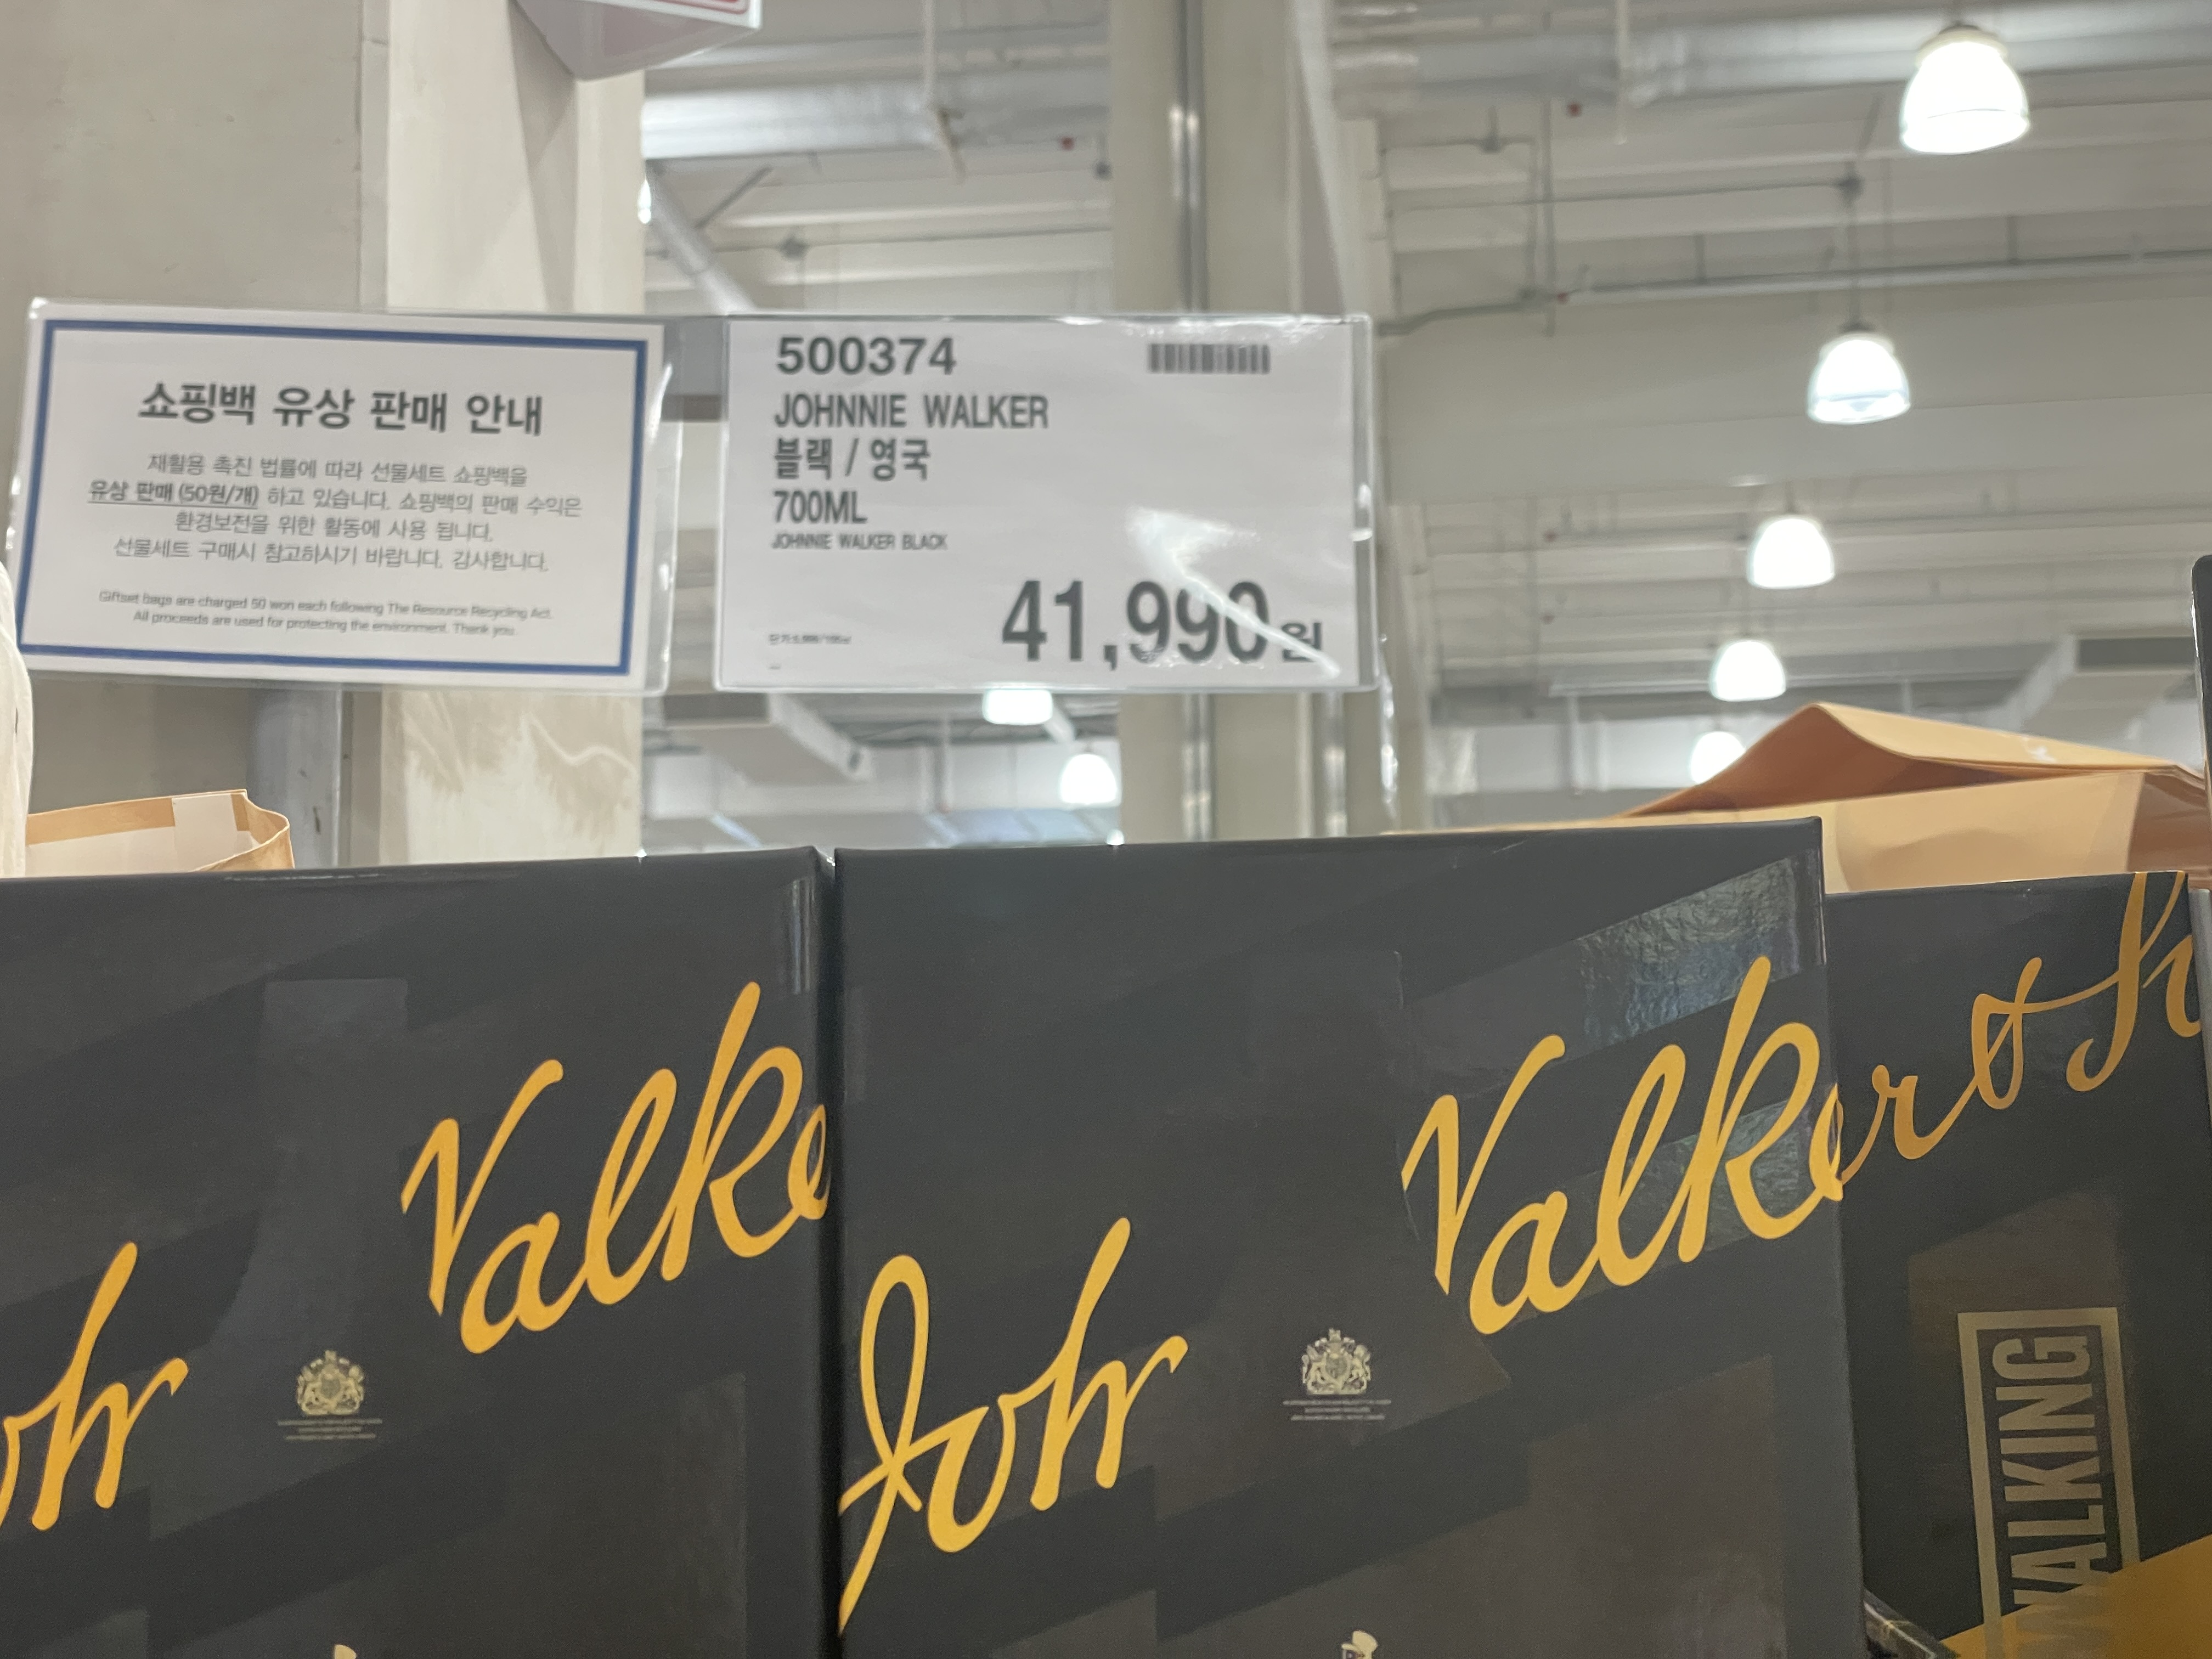 쇼핑백 유상 판매 안내
재활용 촉진 법률에 따라 선물세트 쇼핑백을
유상 판매 (50원/개) 하고 있습니다. 쇼핑백의 판매 수익은
환경보전을 위한 활동에 사용 됩니다.
선물세트 구매시 참고하시기 바랍니다. 감사합니다.
Giftset bags are charged 50 won each following The Resource Recycling Act.
All proceeds are used for protecting the environment. Thank you.
500374
JOHNNIE WALKER
블랙 / 영국
700ML
JOHNNIE WALKER BLACK
41,990원
oh Walke
Joh Walker & So
WALKING